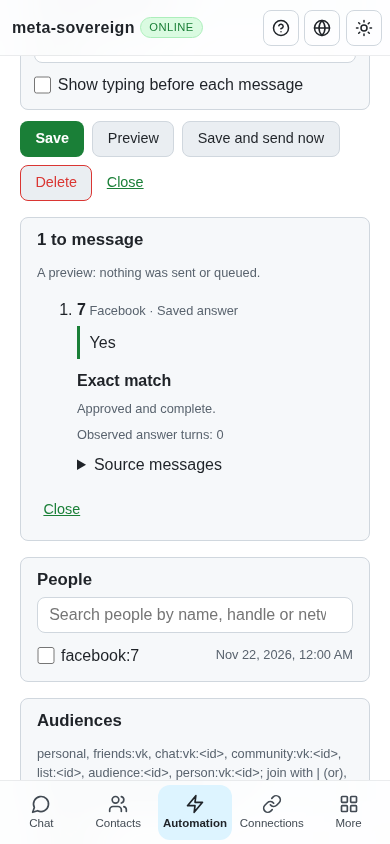 meta-sovereign ONLINE
Show typing before each message
Save Preview Save and send now
Delete Close
1 to message
A preview: nothing was sent or queued.
1. 7 Facebook · Saved answer
Yes
Exact match
Approved and complete.
Observed answer turns: 0
Source messages
Close
People
Search people by name, handle or netw
facebook:7 Nov 22, 2026, 12:00 AM
Audiences
personal, friends:vk, chat:vk:<id>, community:vk:<id>,
list:<id>, audience:<id>, person:vk:<id>; join with | (or),
Chat Contacts Automation Connections More